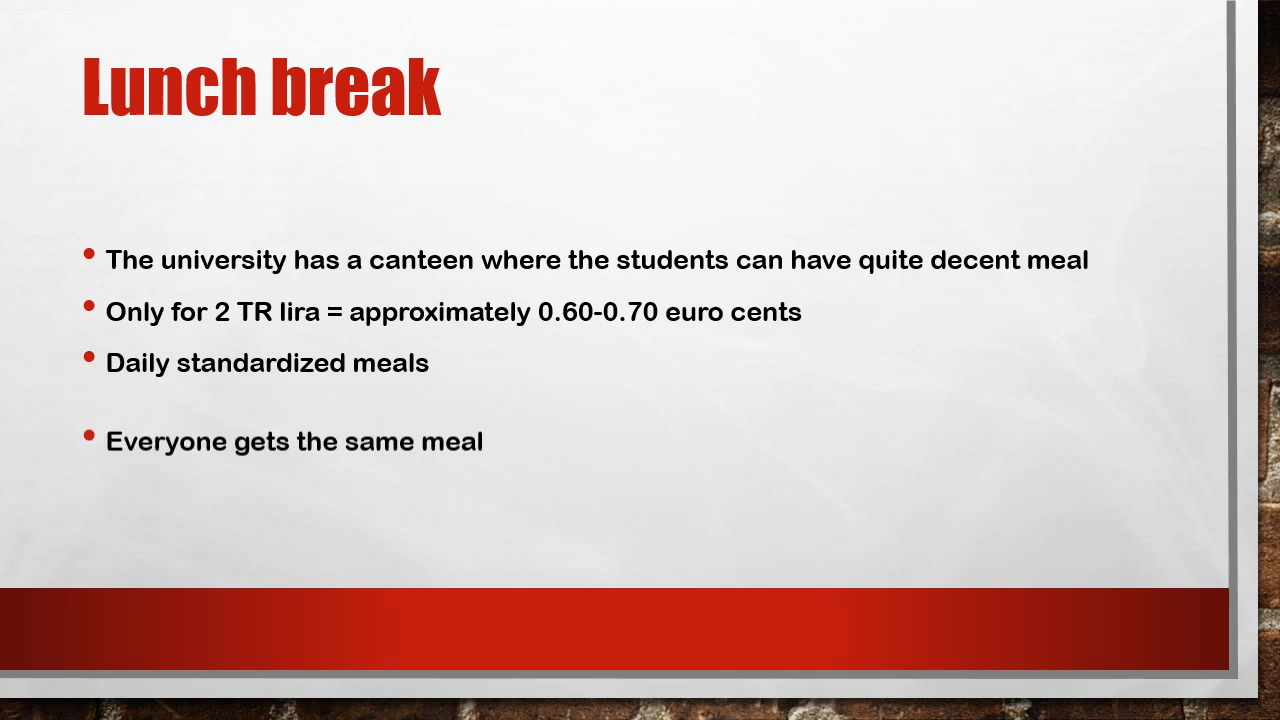 Lunch break
• The university has a canteen where the students can have quite decent meal
• Only for 2 TR lira = approximately 0.60-0.70 euro cents
• Daily standardized meals
• Everyone gets the same meal